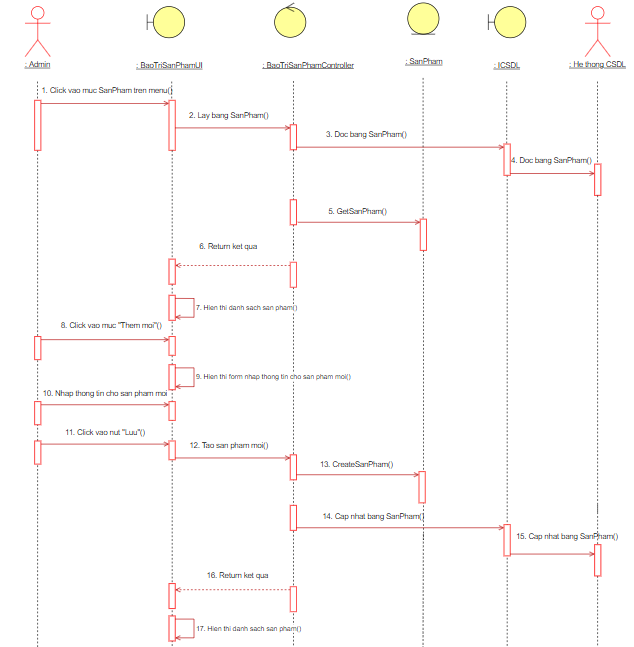 : Admin
: BaoTriSanPhamUI
: BaoTriSanPhamController
: SanPham
: ICSDL
: He thong CSDL
1. Click vao muc SanPham tren menu()
2. Lay bang SanPham()
3. Doc bang SanPham()
4. Doc bang SanPham()
5. GetSanPham()
6. Return ket qua
7. Hien thi danh sach san pham()
8. Click vao muc "Them moi"()
9. Hien thi form nhap thong tin cho san pham moi()
10. Nhap thong tin cho san pham moi
11. Click vao nut "Luu"()
12. Tao san pham moi()
13. CreateSanPham()
14. Cap nhat bang SanPham()
15. Cap nhat bang SanPham()
16. Return ket qua
17. Hien thi danh sach san pham()